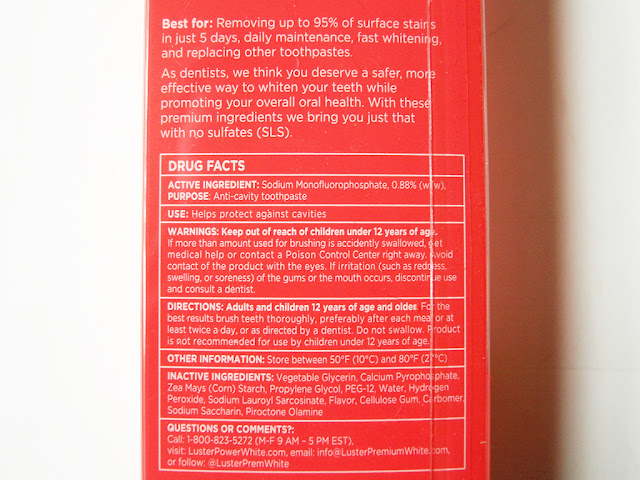 Best for: Removing up to 95% of surface stains
in just 5 days, daily maintenance, fast whitening,
and replacing other toothpastes.
As dentists, we think you deserve a safer, more
effective way to whiten your teeth while
promoting your overall oral health. With these
premium ingredients we bring you just that
with no sulfates (SLS).
DRUG FACTS
ACTIVE INGREDIENT: Sodium Monofluorophosphate, 0.88% (w/w),
PURPOSE: Anti-cavity toothpaste
USE: Helps protect against cavities
WARNINGS: Keep out of reach of children under 12 years of age.
If more than amount used for brushing is accidently swallowed, get
medical help or contact a Poison Control Center right away. Avoid
contact of the product with the eyes. If irritation (such as redness,
swelling, or soreness) of the gums or the mouth occurs, discontinue use
and consult a dentist.
DIRECTIONS: Adults and children 12 years of age and older. For the
best results brush teeth thoroughly, preferably after each meal or at
least twice a day, or as directed by a dentist. Do not swallow. Product
is not recommended for use by children under 12 years of age.
OTHER INFORMATION: Store between 50°F (10°C) and 80°F (27°C)
INACTIVE INGREDIENTS: Vegetable Glycerin, Calcium Pyrophosphate,
Zea Mays (Corn) Starch, Propylene Glycol, PEG-12, Water, Hydrogen
Peroxide, Sodium Lauroyl Sarcosinate, Flavor, Cellulose Gum, Carbomer,
Sodium Saccharin, Piroctone Olamine
QUESTIONS OR COMMENTS?:
Call: 1-800-823-5272 (M-F 9 AM – 5 PM EST),
visit: LusterPowerWhite.com, email: info@LusterPremiumWhite.com,
or follow: @LusterPremWhite